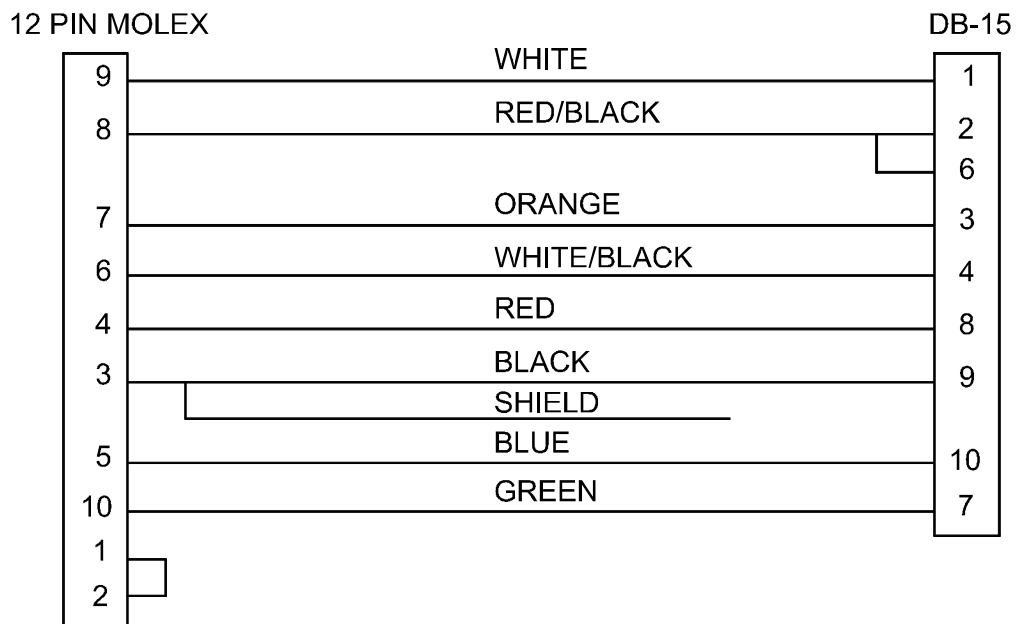 12 PIN MOLEX DB-15
9 WHITE 1
8 RED/BLACK 2
6
7 ORANGE 3
6 WHITE/BLACK 4
4 RED 8
3 BLACK 9
SHIELD
5 BLUE 10
10 GREEN 7
1
2